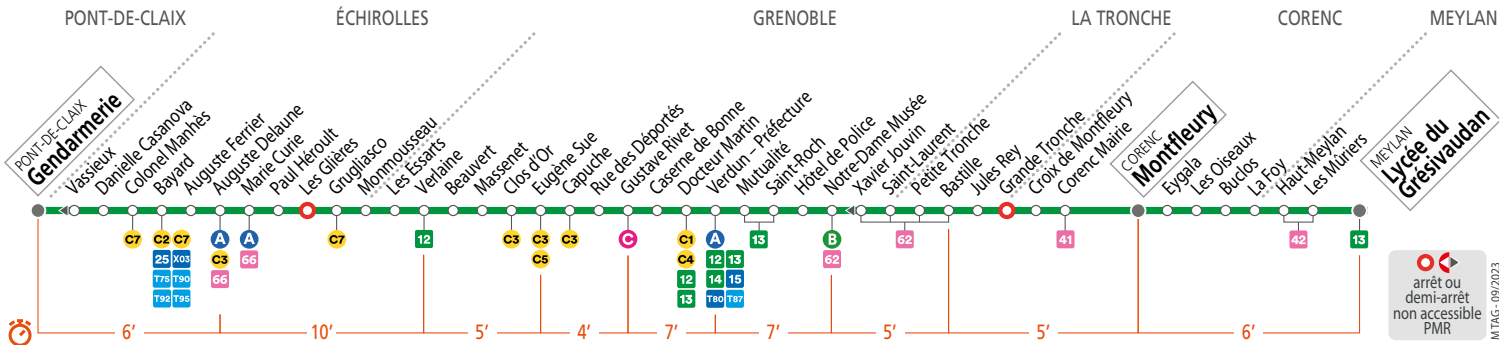 PONT-DE-CLAIX
ÉCHIROLLES
GRENOBLE
LA TRONCHE
CORENC
MEYLAN
PONT-DE-CLAIX
Gendarmerie
Vassieux
Danielle Casanova
Colonel Manhès
Bayard
Auguste Ferrier
Auguste Delaune
Marie Curie
Paul Héroult
Les Glières
Grugliasco
Monmousseau
Les Essarts
Verlaine
Beauvert
Massenet
Clos d'Or
Eugène Sue
Capuche
Rue des Déportés
Gustave Rivet
Caserne de Bonne
Docteur Martin
Verdun – Préfecture
Mutualité
Saint-Roch
Hôtel de Police
Notre-Dame Musée
Xavier Jouvin
Saint-Laurent
Petite Tronche
Bastille
Jules Rey
Grande Tronche
Croix de Montfleury
Corenc Mairie
CORENC
Montfleury
Eygala
Les Oiseaux
Buclos
La Foy
Haut-Meylan
Les Mûriers
MEYLAN
Lycée du
Grésivaudan
C7
C2 C7
25 X03
T75 T90
T92 T95
A
C3
66
A
66
C7
12
C3
C3
C5
C3
C
C1
C4
12
13
A
12 13
14 15
T80 T87
13
B
62
62
41
42
13
6’
10’
5’
4’
7’
7’
5’
5’
6’
arrêt ou
demi-arrêt
non accessible
PMR
M TAG - 09/2023